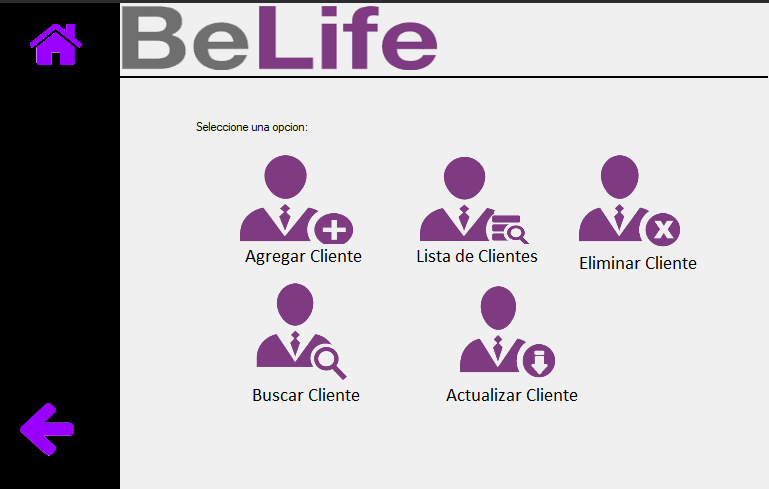 BeLife
Seleccione una opcion:
Agregar Cliente
Lista de Clientes
Eliminar Cliente
Buscar Cliente
Actualizar Cliente